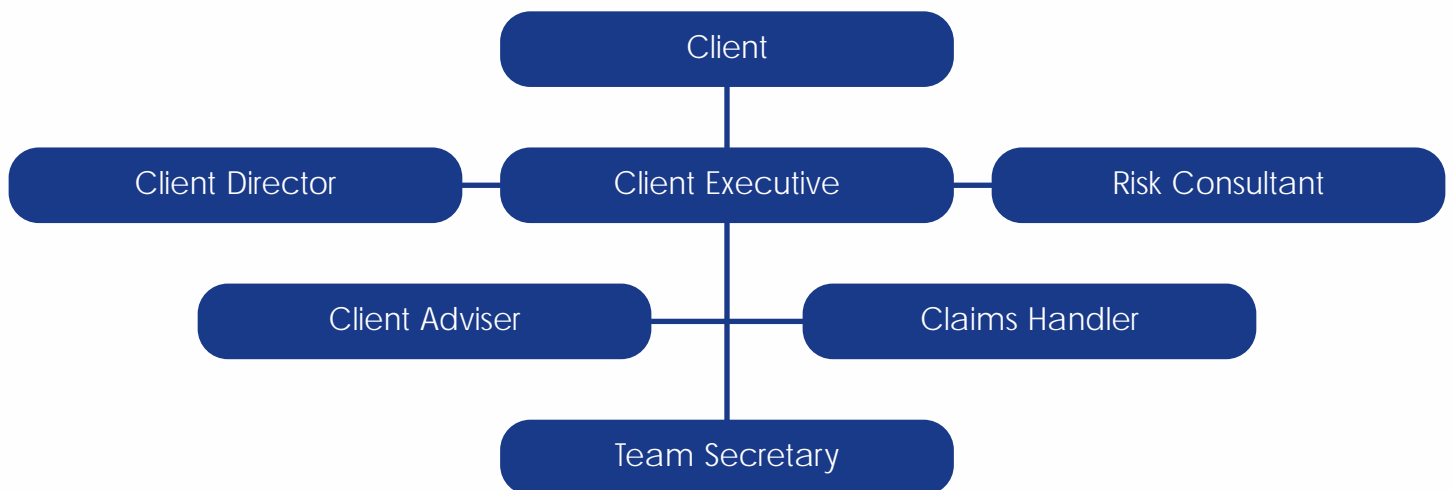 Client
Client Director
Client Executive
Risk Consultant
Client Adviser
Claims Handler
Team Secretary